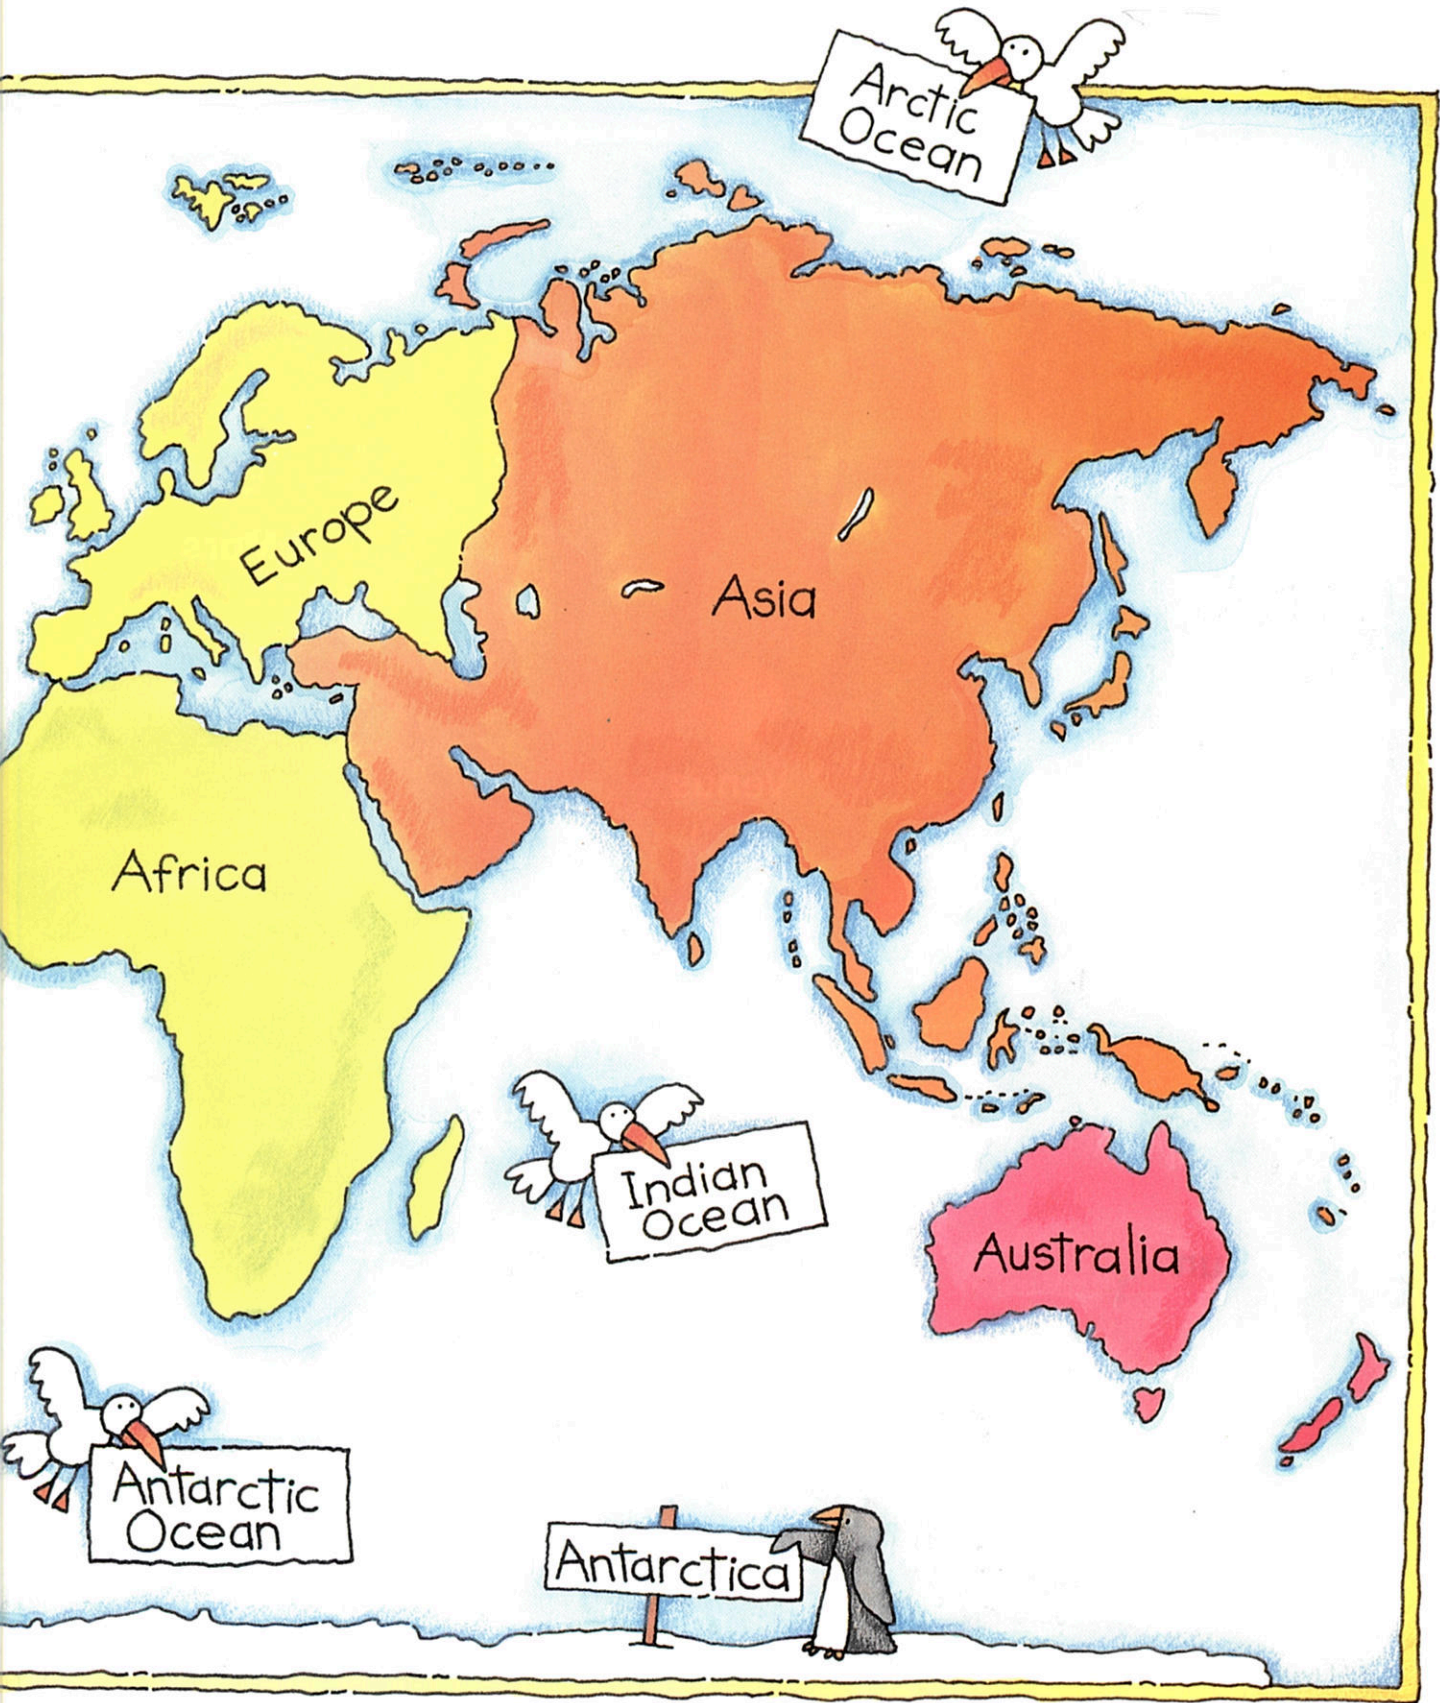 Arctic
Ocean
Europe
Asia
Africa
Indian
Ocean
Australia
Antarctic
Ocean
Antarctica